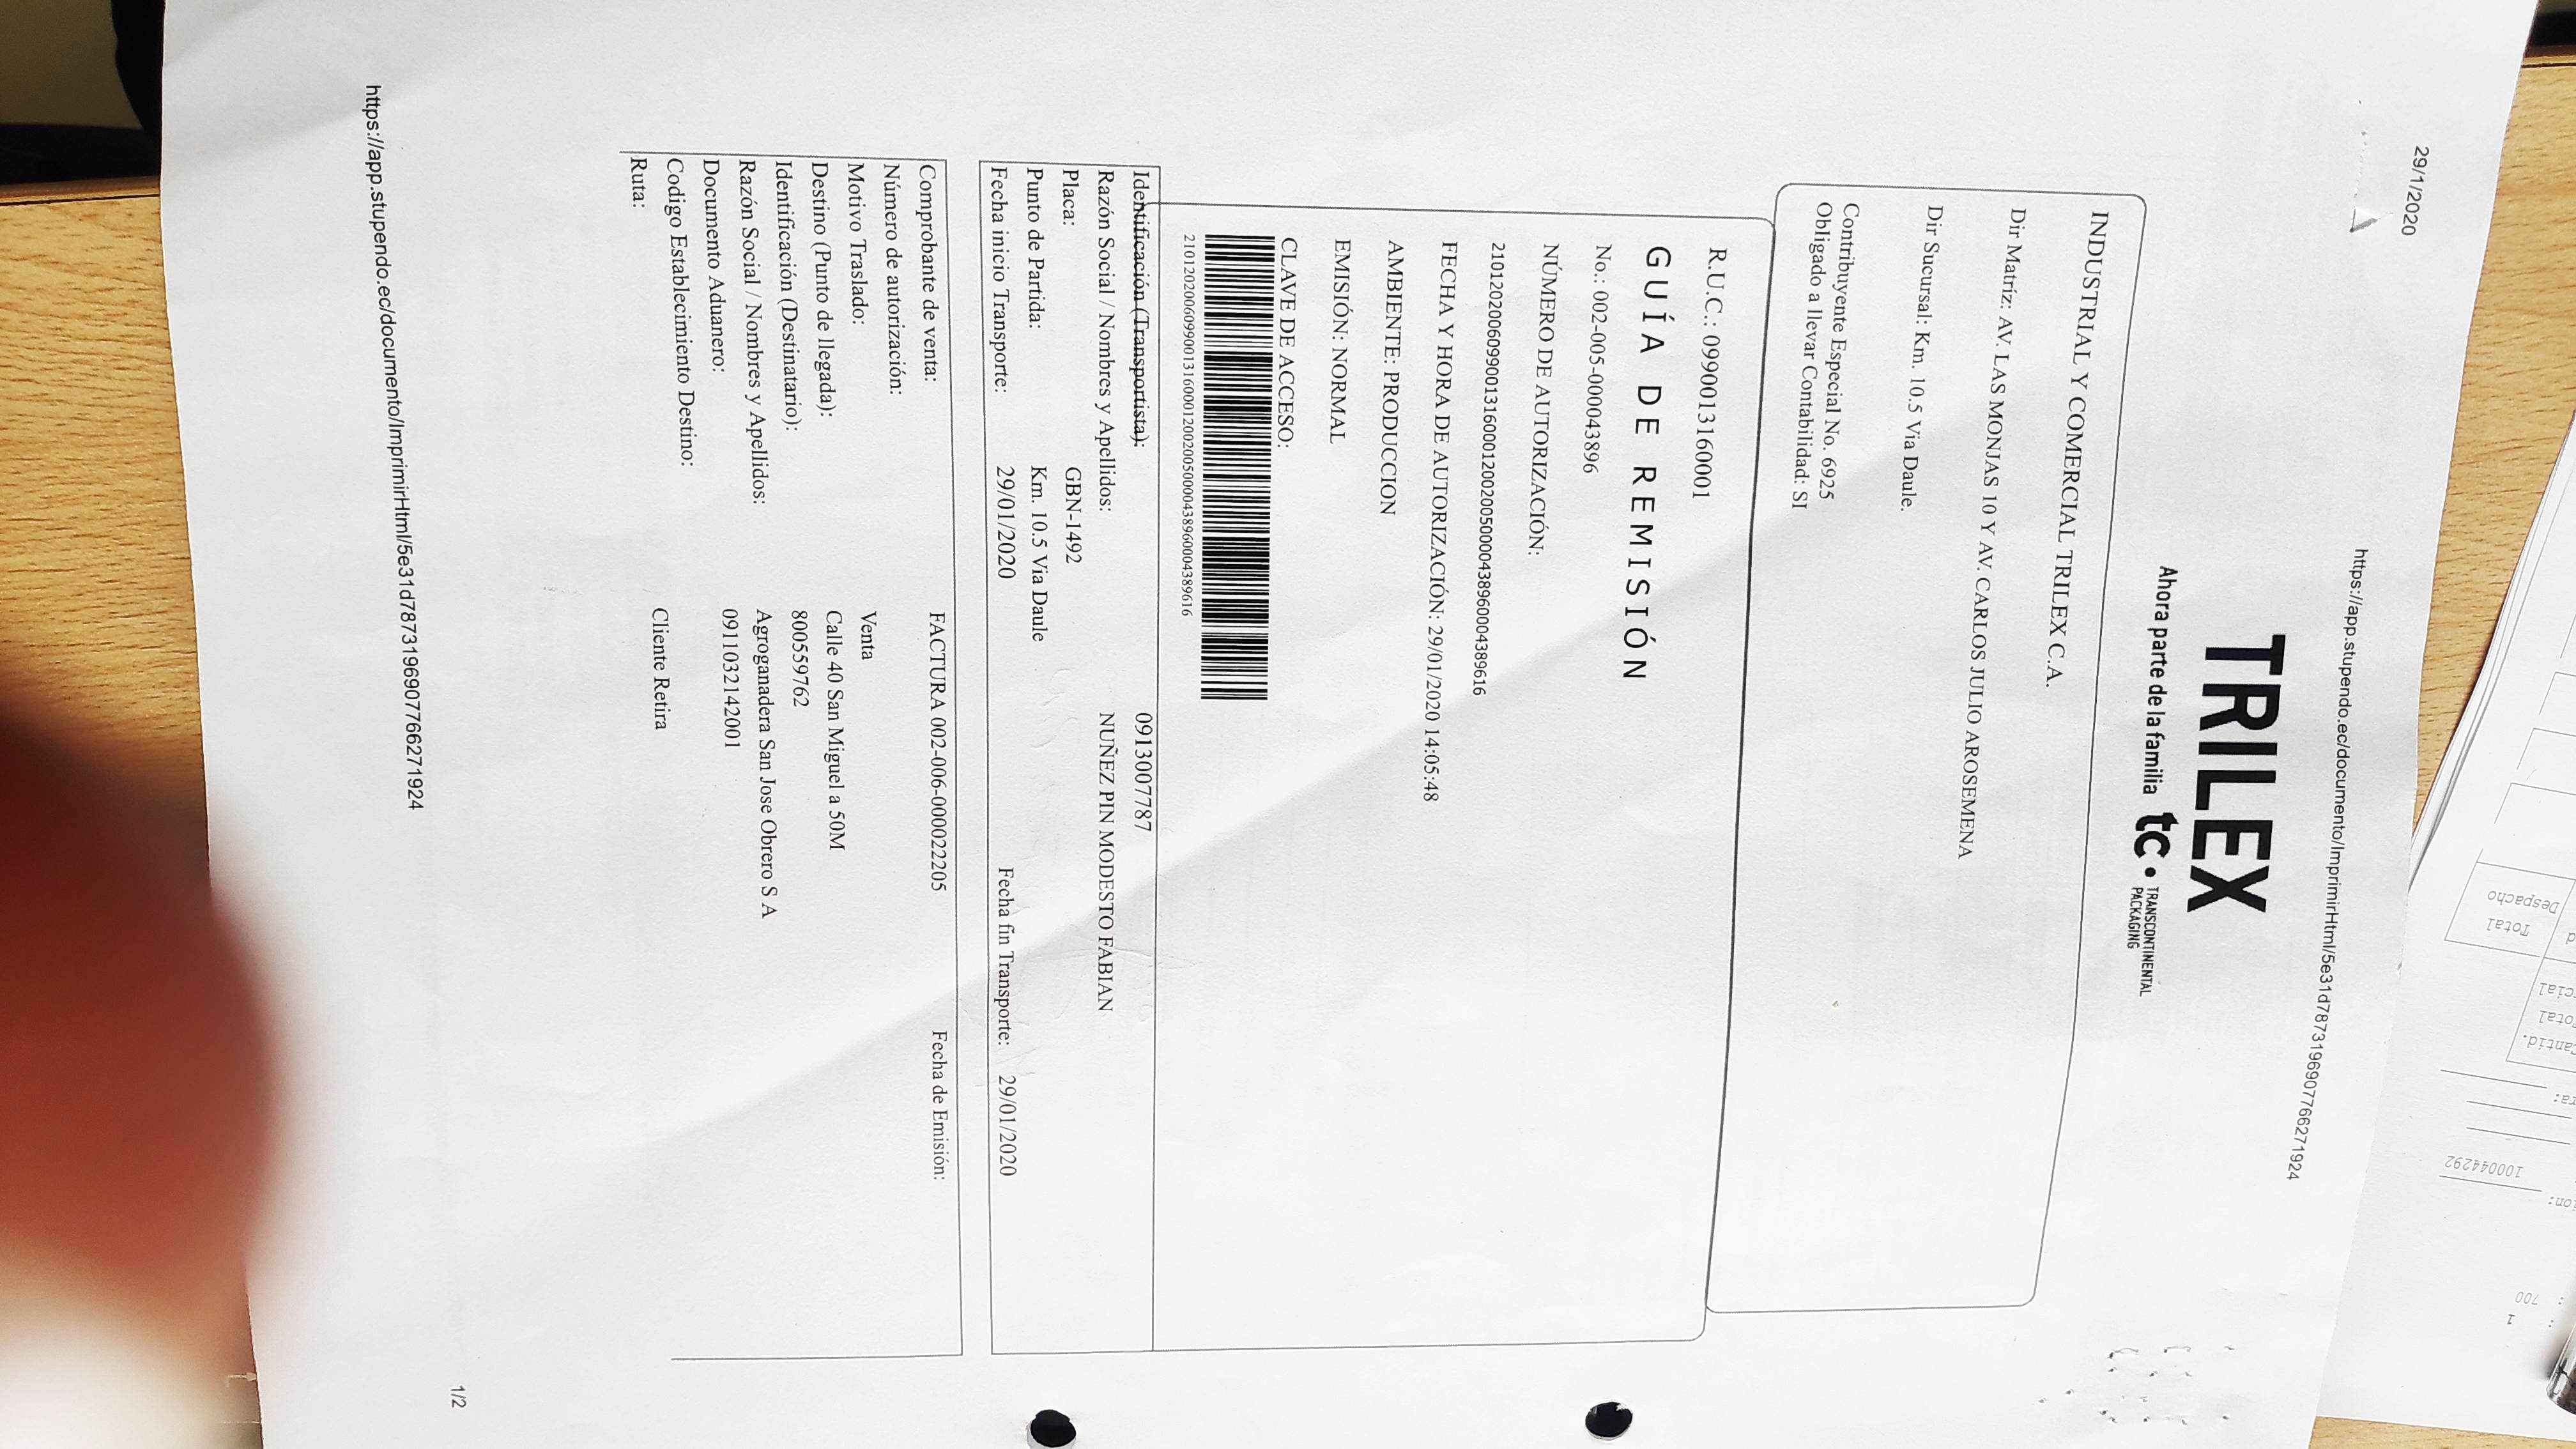 29/1/2020
https://app.stupendo.ec/documento/ImprimirHtml/5e31d7873196907766271924
TRILEX
Ahora parte de la familia tc • TRANSCONTINENTAL
PACKAGING
INDUSTRIAL Y COMERCIAL TRILEX C.A.
Dir Matríz: AV. LAS MONJAS 10 Y AV. CARLOS JULIO AROSEMENA
Dir Sucursal: Km. 10.5 Via Daule.
Contribuyente Especial No. 6925
Obligado a llevar Contabilidad: SI
R.U.C.: 0990013160001
GUÍA DE REMISIÓN
No.: 002-005-000043896
NÚMERO DE AUTORIZACIÓN:
2101202006099001316000120020050000438960000438961​6
FECHA Y HORA DE AUTORIZACIÓN: 29/01/2020 14:05:48
AMBIENTE: PRODUCCION
EMISIÓN: NORMAL
CLAVE DE ACCESO:
2101202006099001316000120020050000438960000438961​6
Identificación (Transportista): 0913007787
Razón Social / Nombres y Apellidos: NUÑEZ PIN MODESTO FABIAN
Placa: GBN-1492
Punto de Partida: Km. 10.5 Via Daule
Fecha inicio Transporte: 29/01/2020 Fecha fin Transporte: 29/01/2020
Comprobante de venta: FACTURA 002-006-000022205 Fecha de Emisión:
Número de autorización:
Motivo Traslado: Venta
Destino (Punto de llegada): Calle 40 San Miguel a 50M
Identificación (Destinatario): 800559762
Razón Social / Nombres y Apellidos: Agroganadera San Jose Obrero S A
Documento Aduanero: 0911032142001
Codigo Establecimiento Destino:
Ruta: Cliente Retira
1/2
https://app.stupendo.ec/documento/ImprimirHtml/5e31d7873196907766271924
: 1
: 700
ion: 100044292
ra:
Cantid.
Total
Total
Despacho